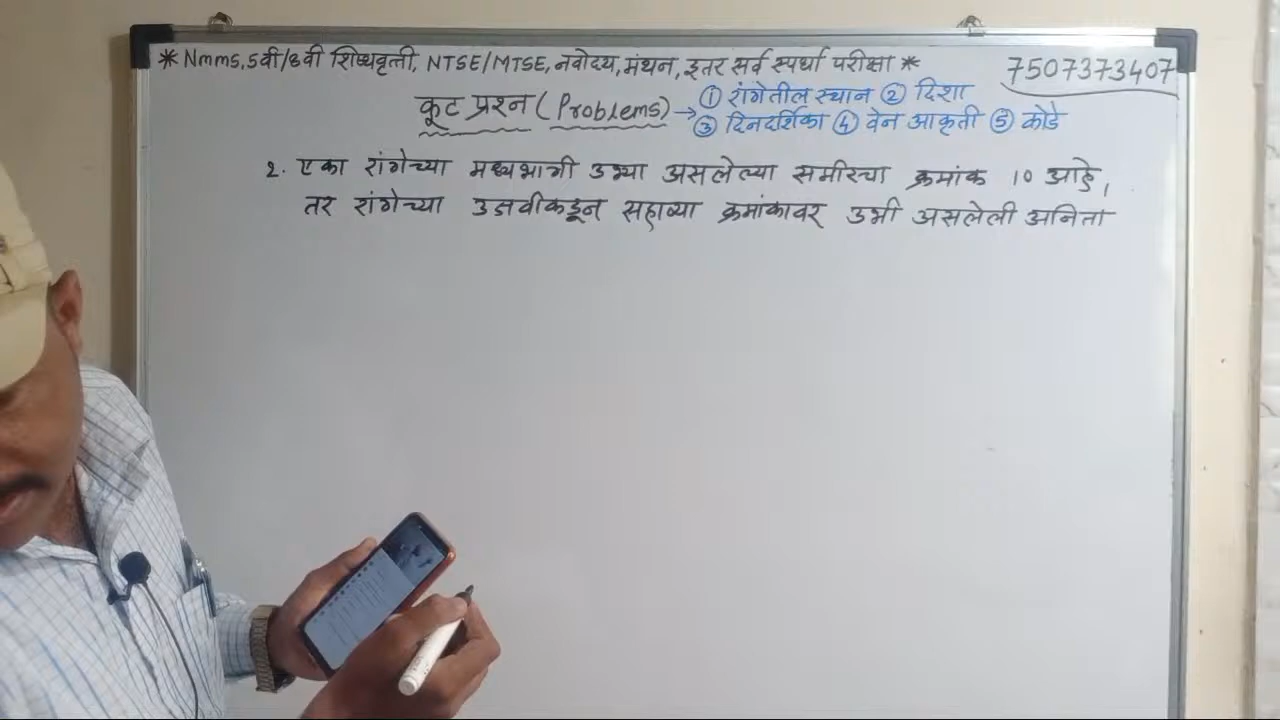 * Nmms, 5वी/8वी शिष्यवृत्ती, NTSE/MTSE, नवोदय, मंथन, इतर सर्व स्पर्धा परीक्षा *
7507373407
कूट प्रश्न (Problems) → ① रांगेतील स्थान ② दिशा
③ दिनदर्शिका ④ वेन आकृती ⑤ कोडे
१. एका रांगेच्या मध्यभागी उभ्या असलेल्या समीरचा क्रमांक 10 आहे,
तर रांगेच्या उजवीकडून सहाव्या क्रमांकावर उभी असलेली अनिता